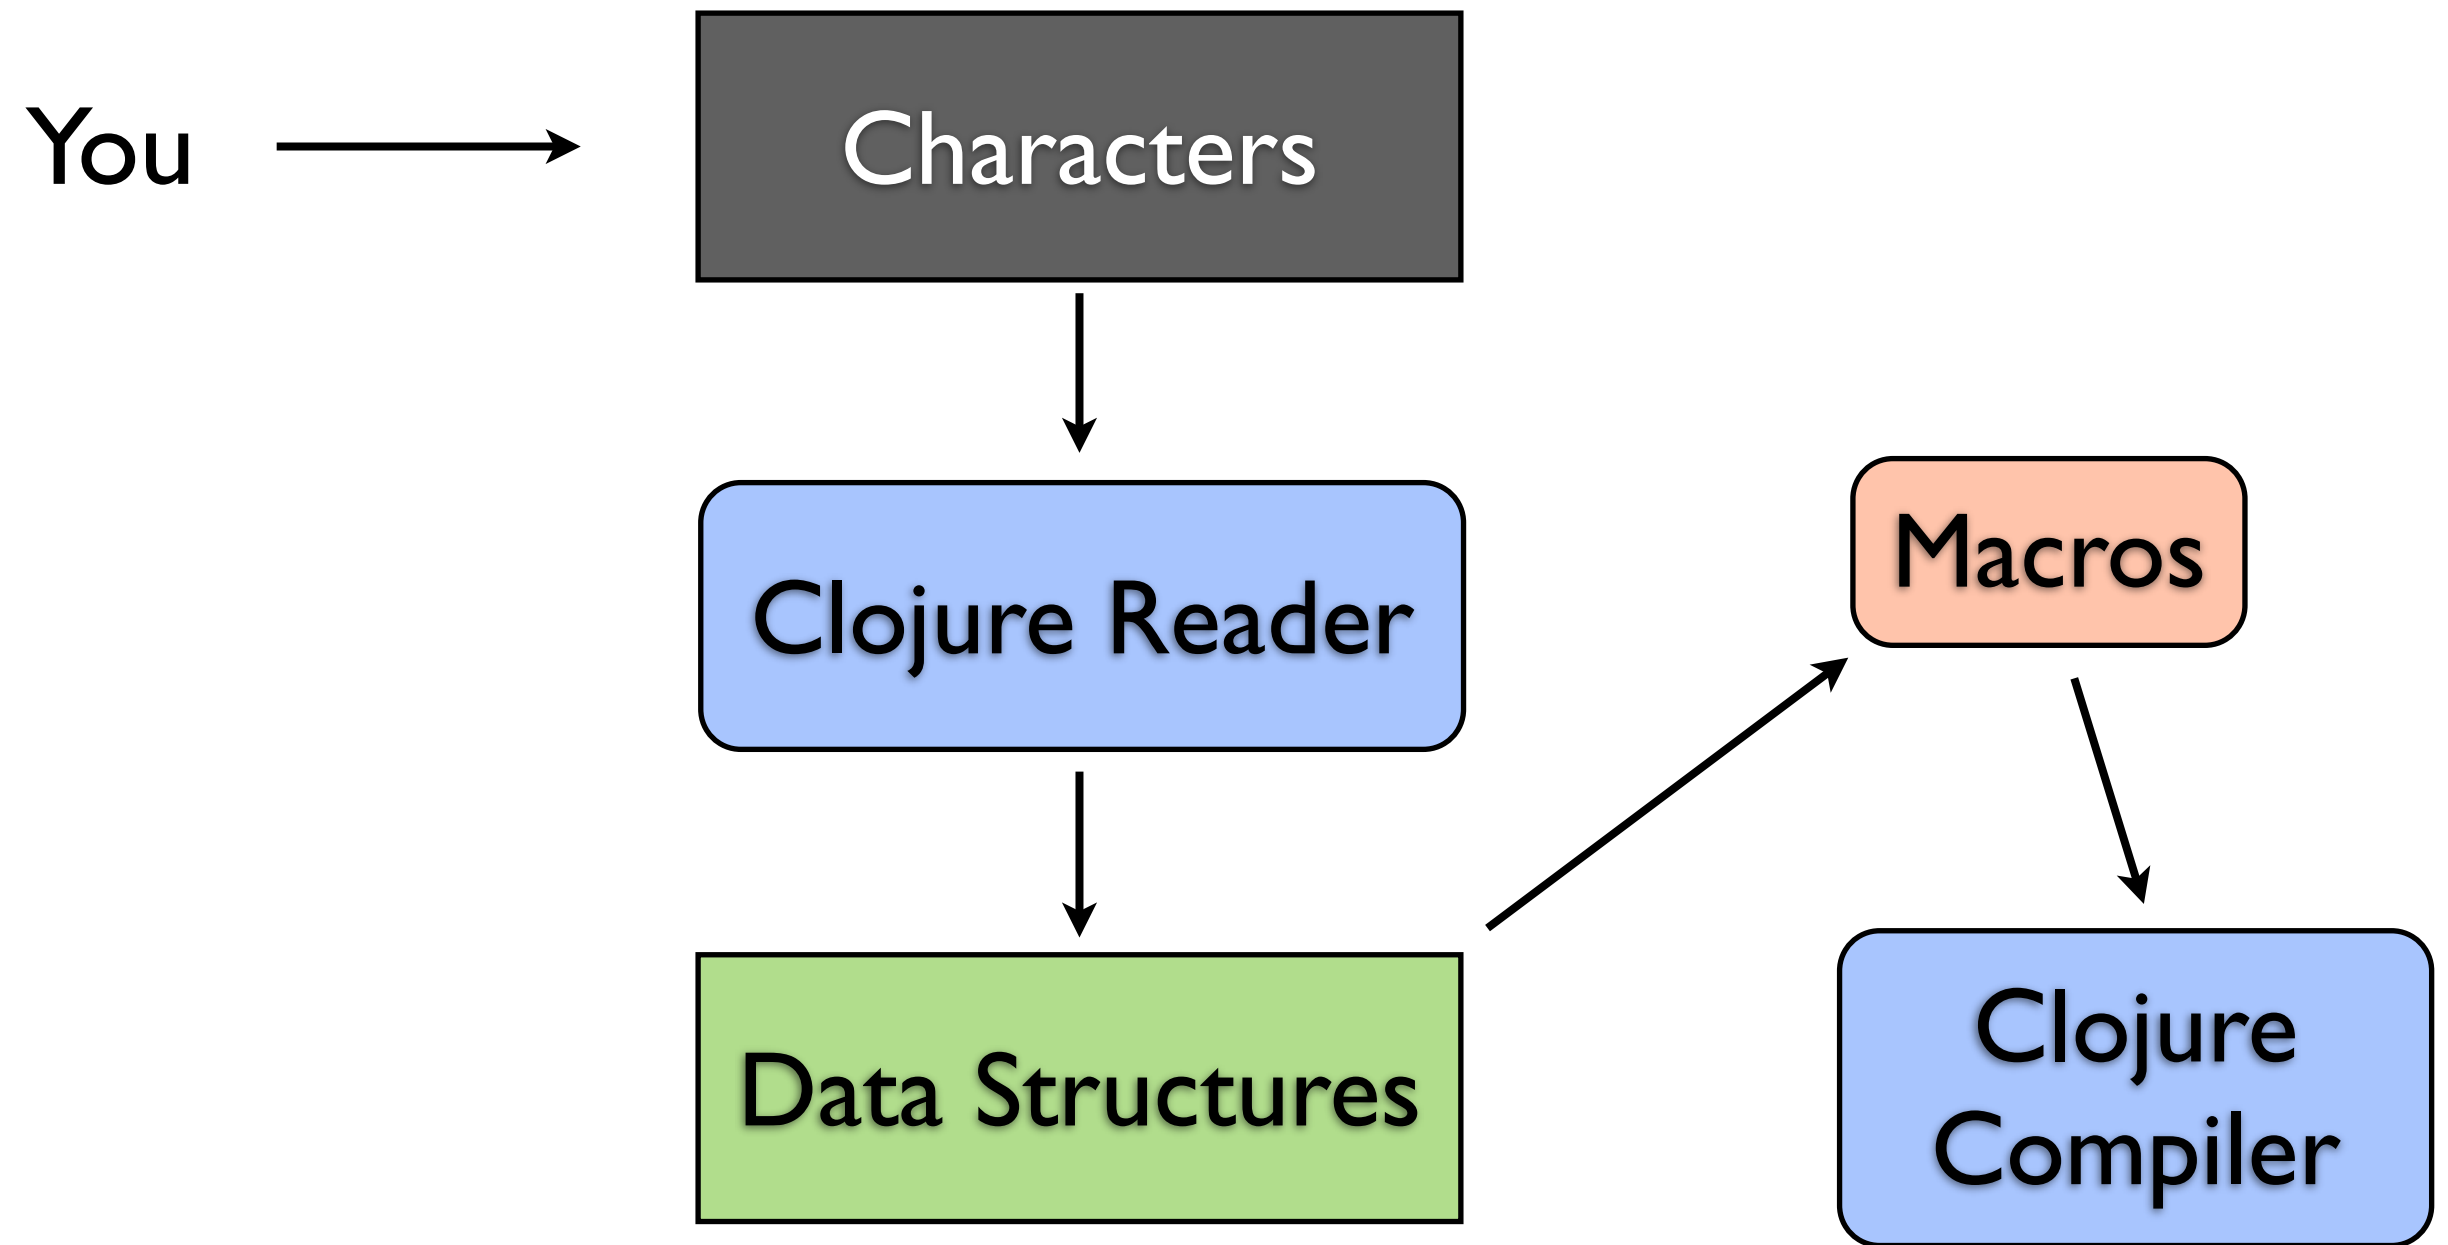 You
Characters
Clojure Reader
Macros
Data Structures
Clojure
Compiler